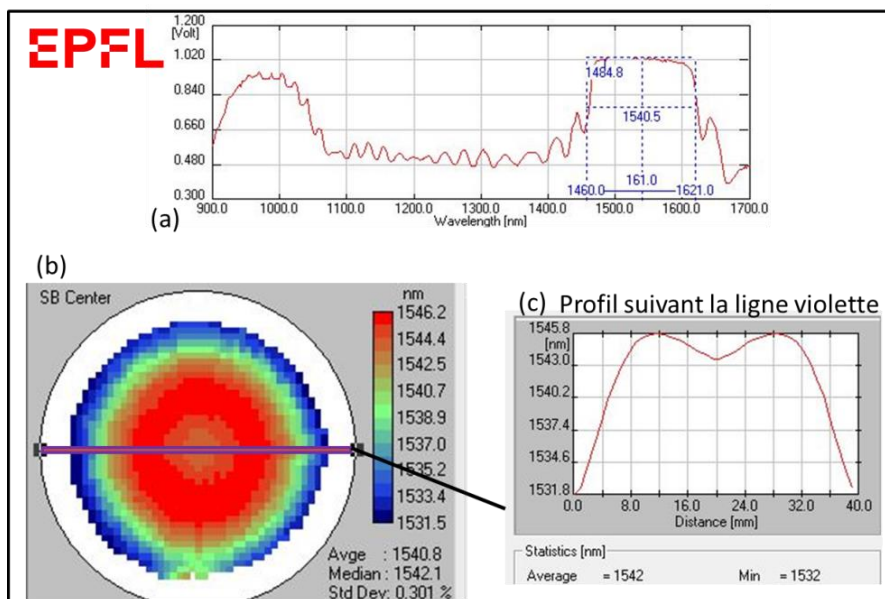 EPFL
1.200
[Volt]
1.020
0.840
0.660
0.480
0.300
1484.8
1540.5
161.0
1460.0
1621.0
900.0 1000.0 1100.0 1200.0 1300.0 1400.0 1500.0 1600.0 1700.0
Wavelength [nm]
(a)
(b)
SB Center
nm
1546.2
1544.4
1542.5
1540.7
1538.9
1537.0
1535.2
1533.4
1531.5
Avge : 1540.8
Median : 1542.1
Std Dev: 0.301 %
(c) Profil suivant la ligne violette
1545.8
[nm]
1543.0
1540.2
1537.4
1534.6
1531.8
0.0 8.0 16.0 24.0 32.0 40.0
Distance [mm]
Statistics [nm]
Average = 1542 Min = 1532